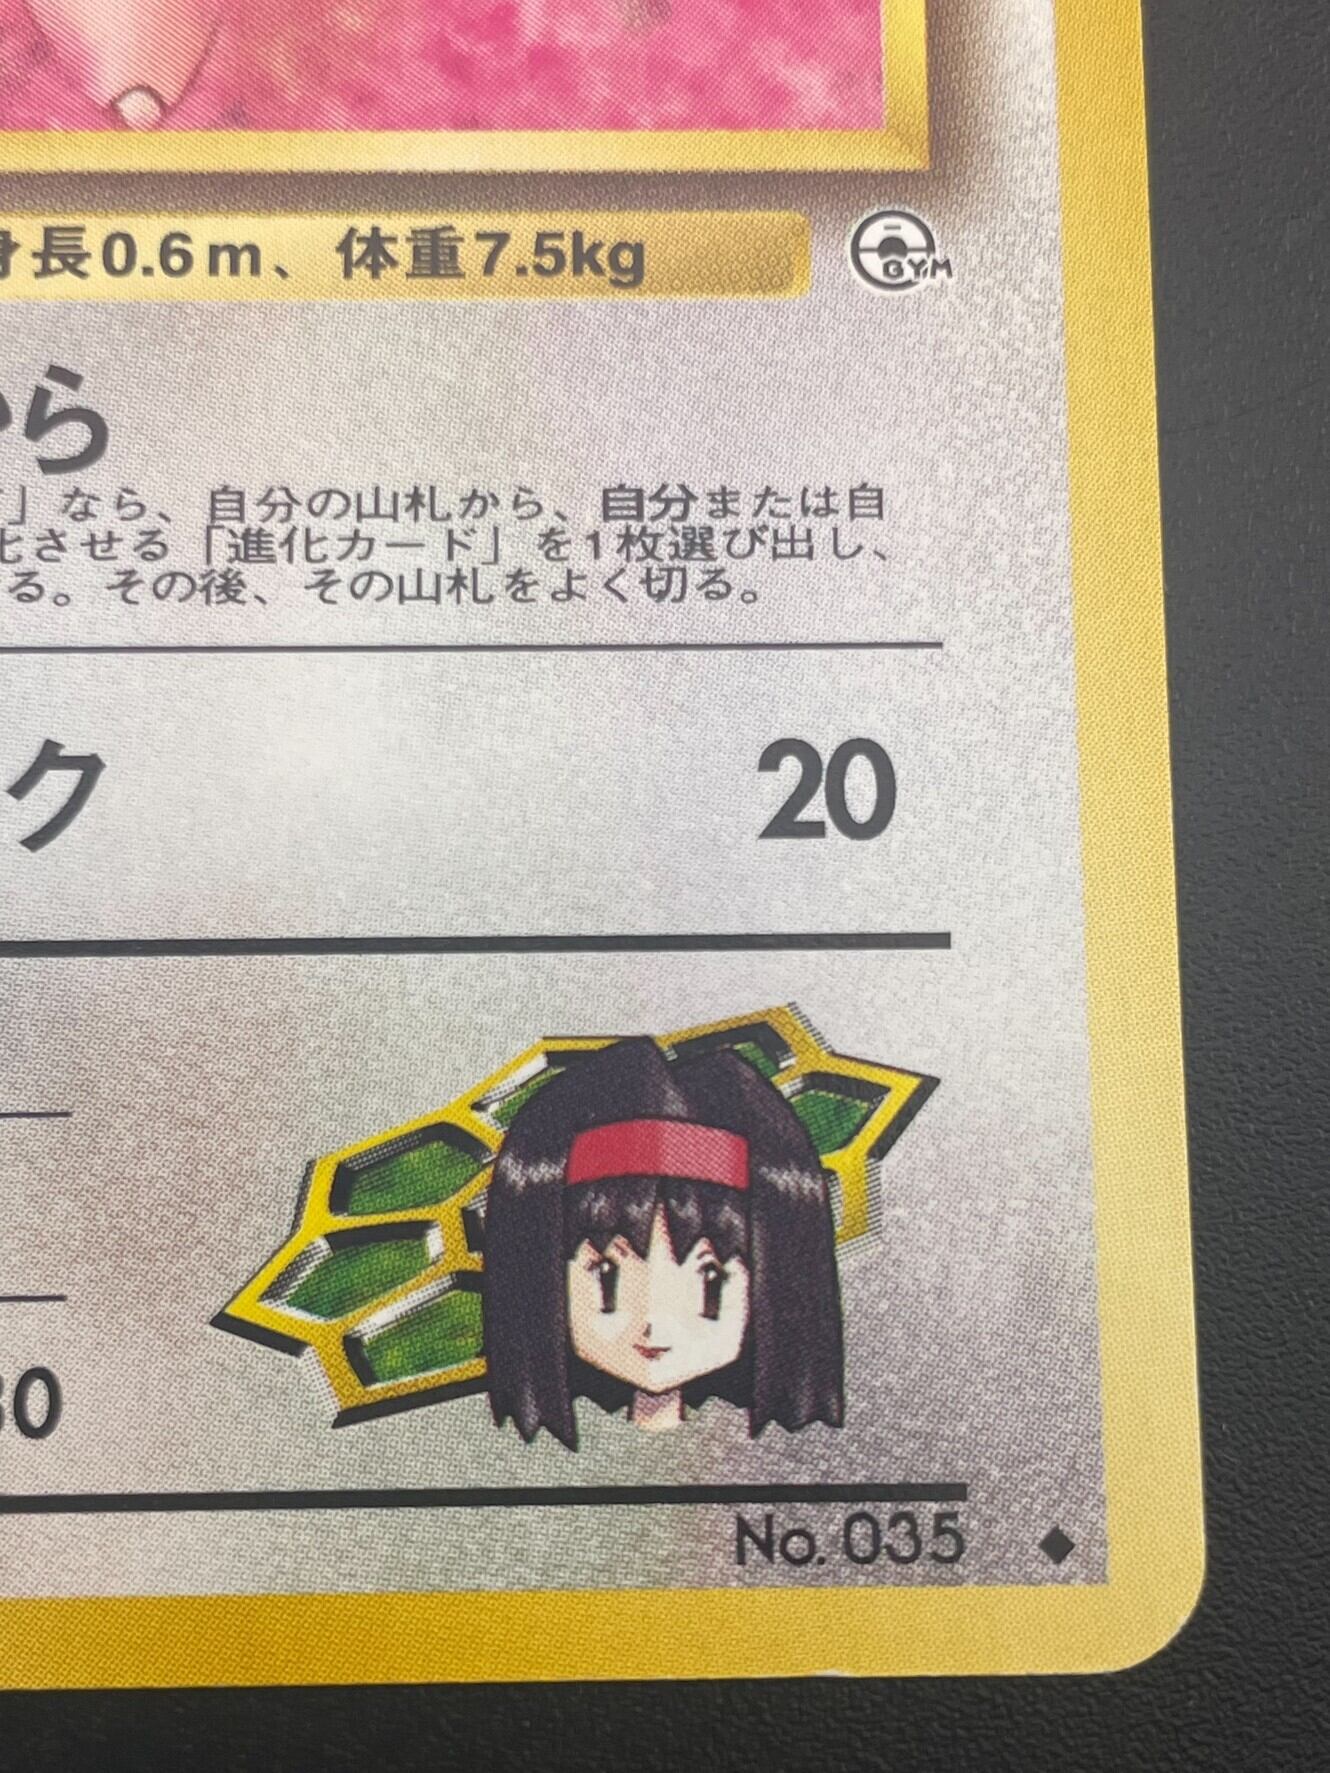 身長0.6m、 体重7.5kg
GYM
から
」なら、自分の山札から、自分または自
化させる「進化カード」を1枚選び出し、
る。その後、その山札をよく切る。
ク 20
30
No. 035